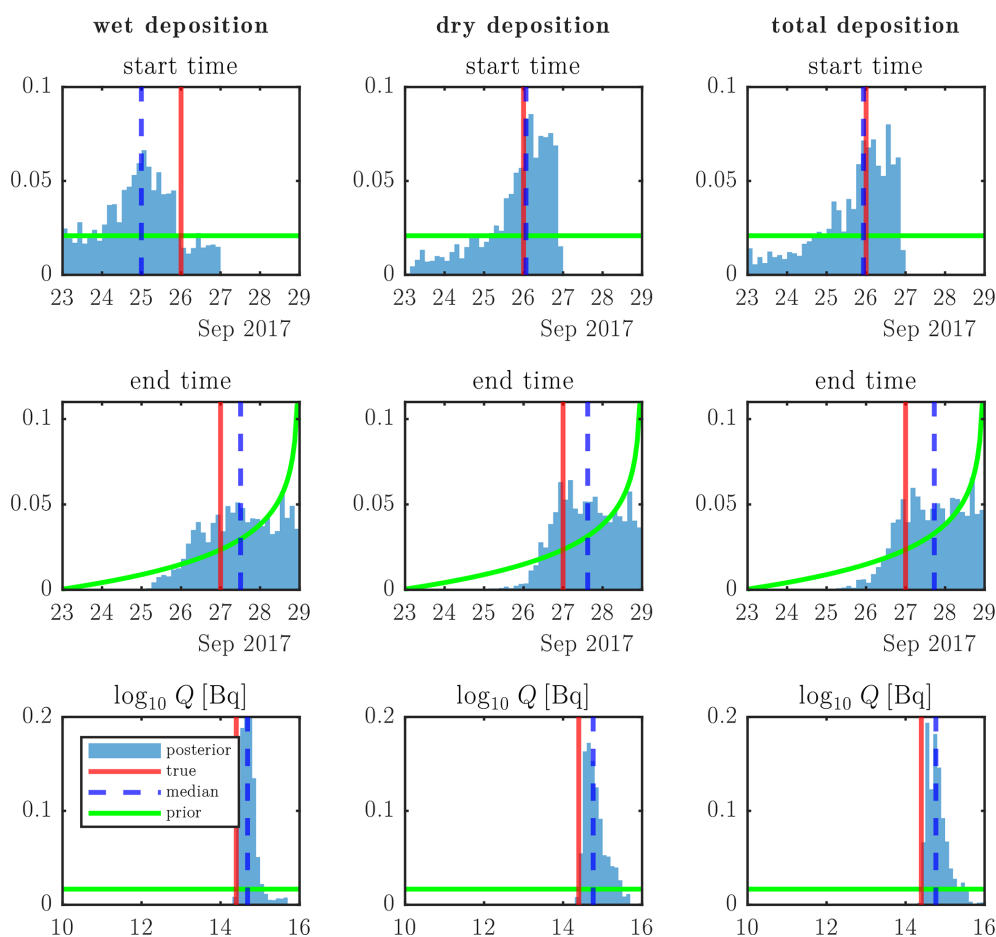 wet deposition
dry deposition
total deposition
start time
start time
start time
0.1
0.05
0
23 24 25 26 27 28 29
Sep 2017
0.1
0.05
0
23 24 25 26 27 28 29
Sep 2017
0.1
0.05
0
23 24 25 26 27 28 29
Sep 2017
end time
end time
end time
0.1
0.05
0
23 24 25 26 27 28 29
Sep 2017
0.1
0.05
0
23 24 25 26 27 28 29
Sep 2017
0.1
0.05
0
23 24 25 26 27 28 29
Sep 2017
log₁₀ Q [Bq]
log₁₀ Q [Bq]
log₁₀ Q [Bq]
0.2
0.1
0
posterior
true
median
prior
10 12 14 16
0.2
0.1
0
10 12 14 16
0.2
0.1
0
10 12 14 16